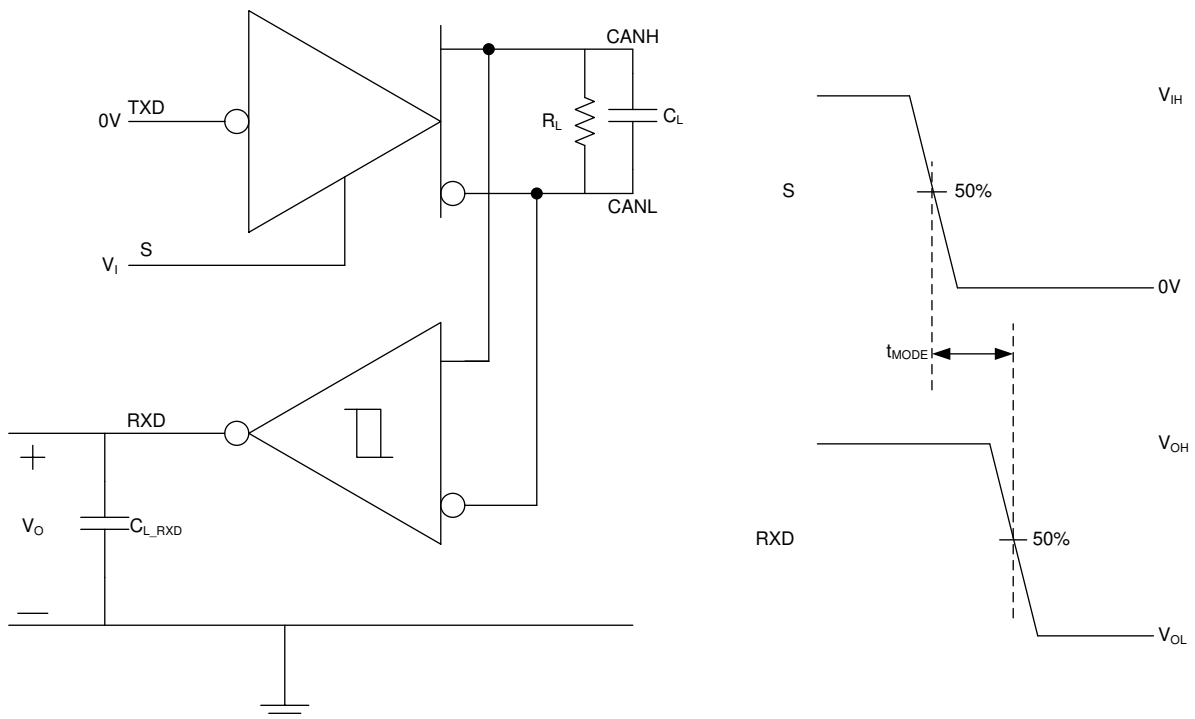 CANH
TXD
0V
R_L
C_L
CANL
S
V_I
RXD
+
V_O
C_L_RXD
—
V_IH
S
50%
0V
t_MODE
V_OH
RXD
50%
V_OL